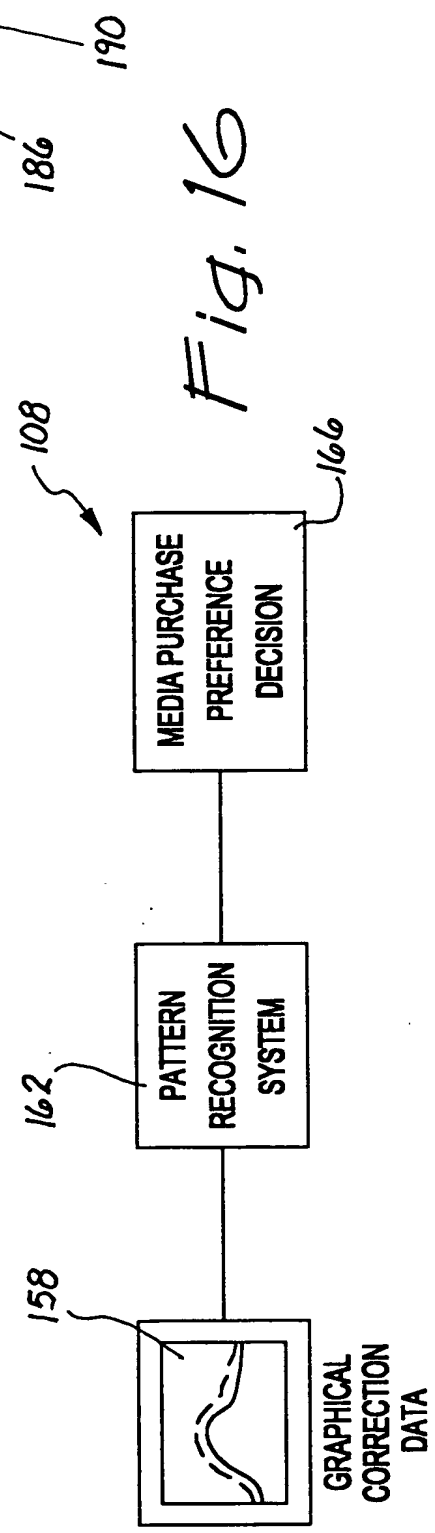 186
190
108
Fig. 16
158
GRAPHICAL
CORRECTION
DATA
162
PATTERN
RECOGNITION
SYSTEM
MEDIA PURCHASE
PREFERENCE
DECISION
166